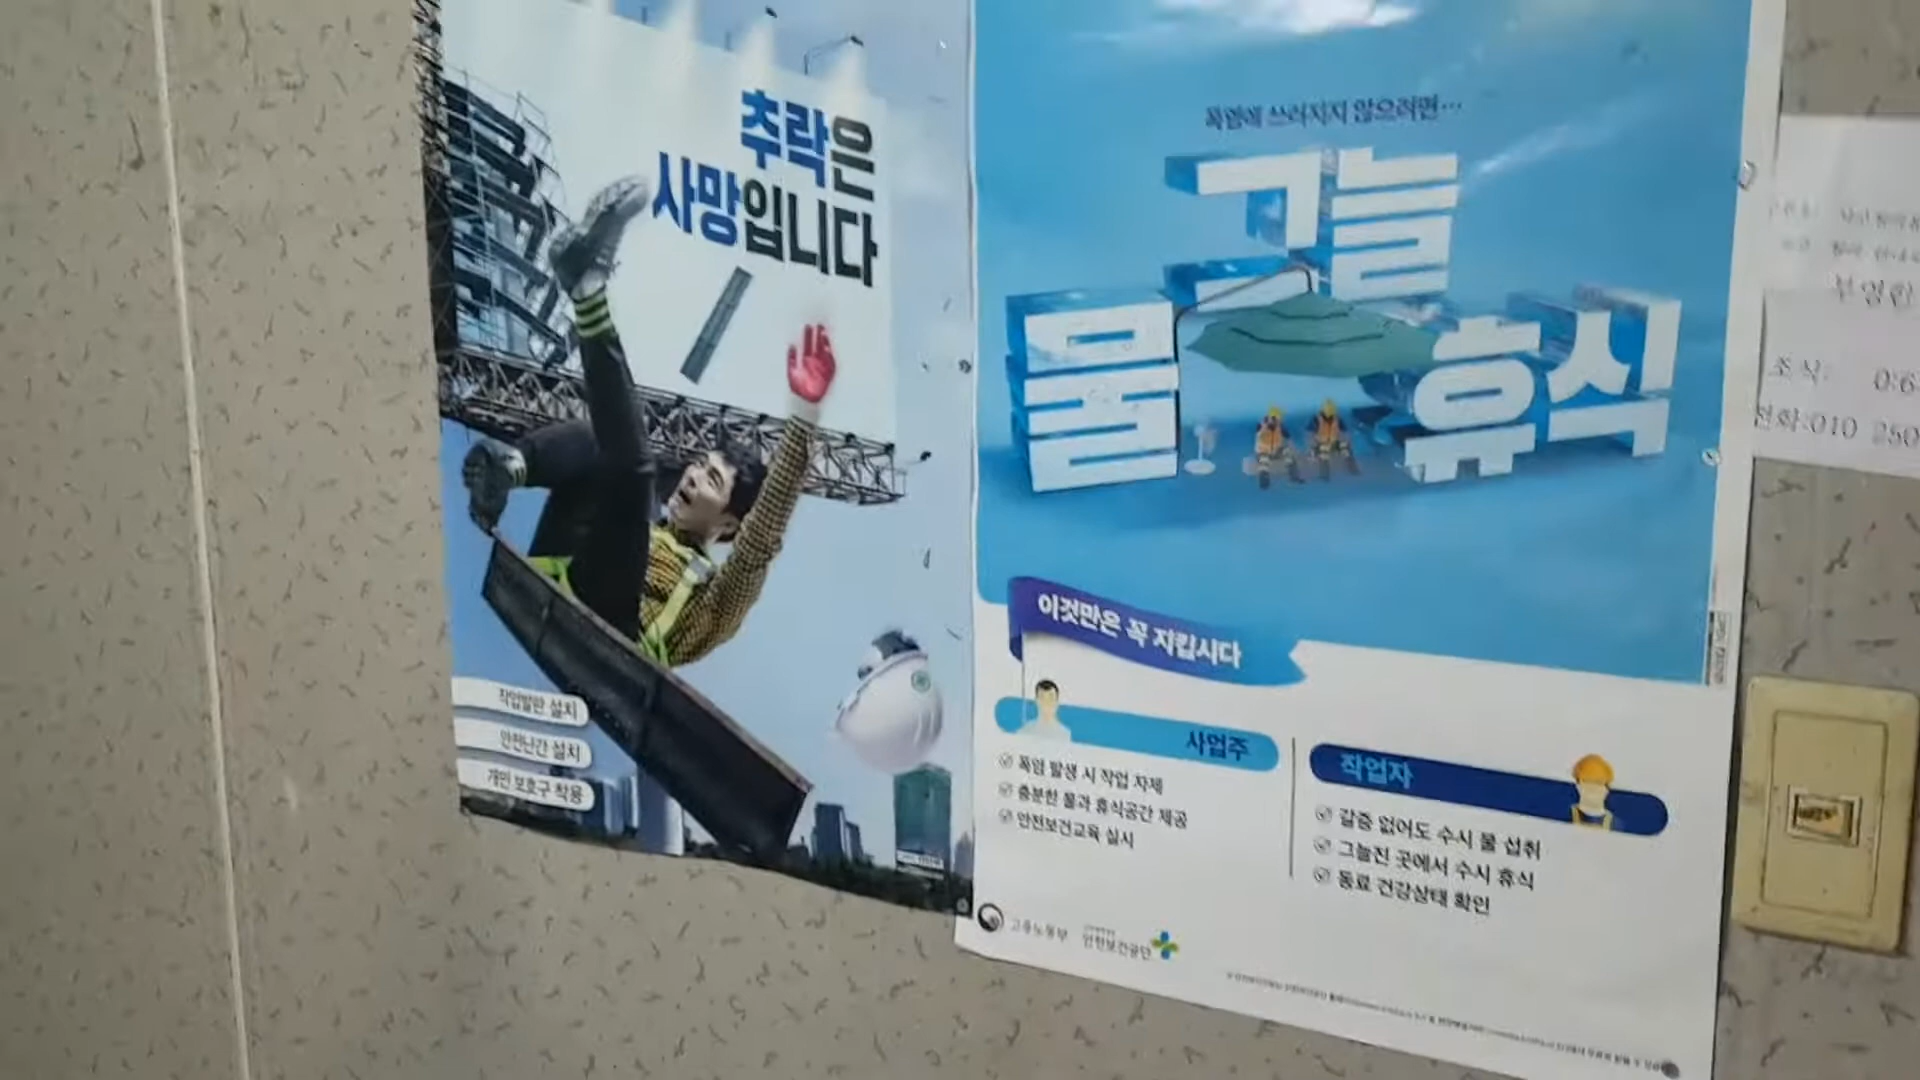 추락은
사망입니다
작업발판 설치
안전난간 설치
개인 보호구 착용
폭염에 쓰러지지 않으려면...
그늘
물
휴식
이것만은 꼭 지킵시다
사업주
폭염 발생 시 작업 자제
충분한 물과 휴식공간 제공
안전보건교육 실시
작업자
갈증 없어도 수시 물 섭취
그늘진 곳에서 수시 휴식
동료 건강상태 확인
고용노동부
안전보건공단
조식:
전화:010 250